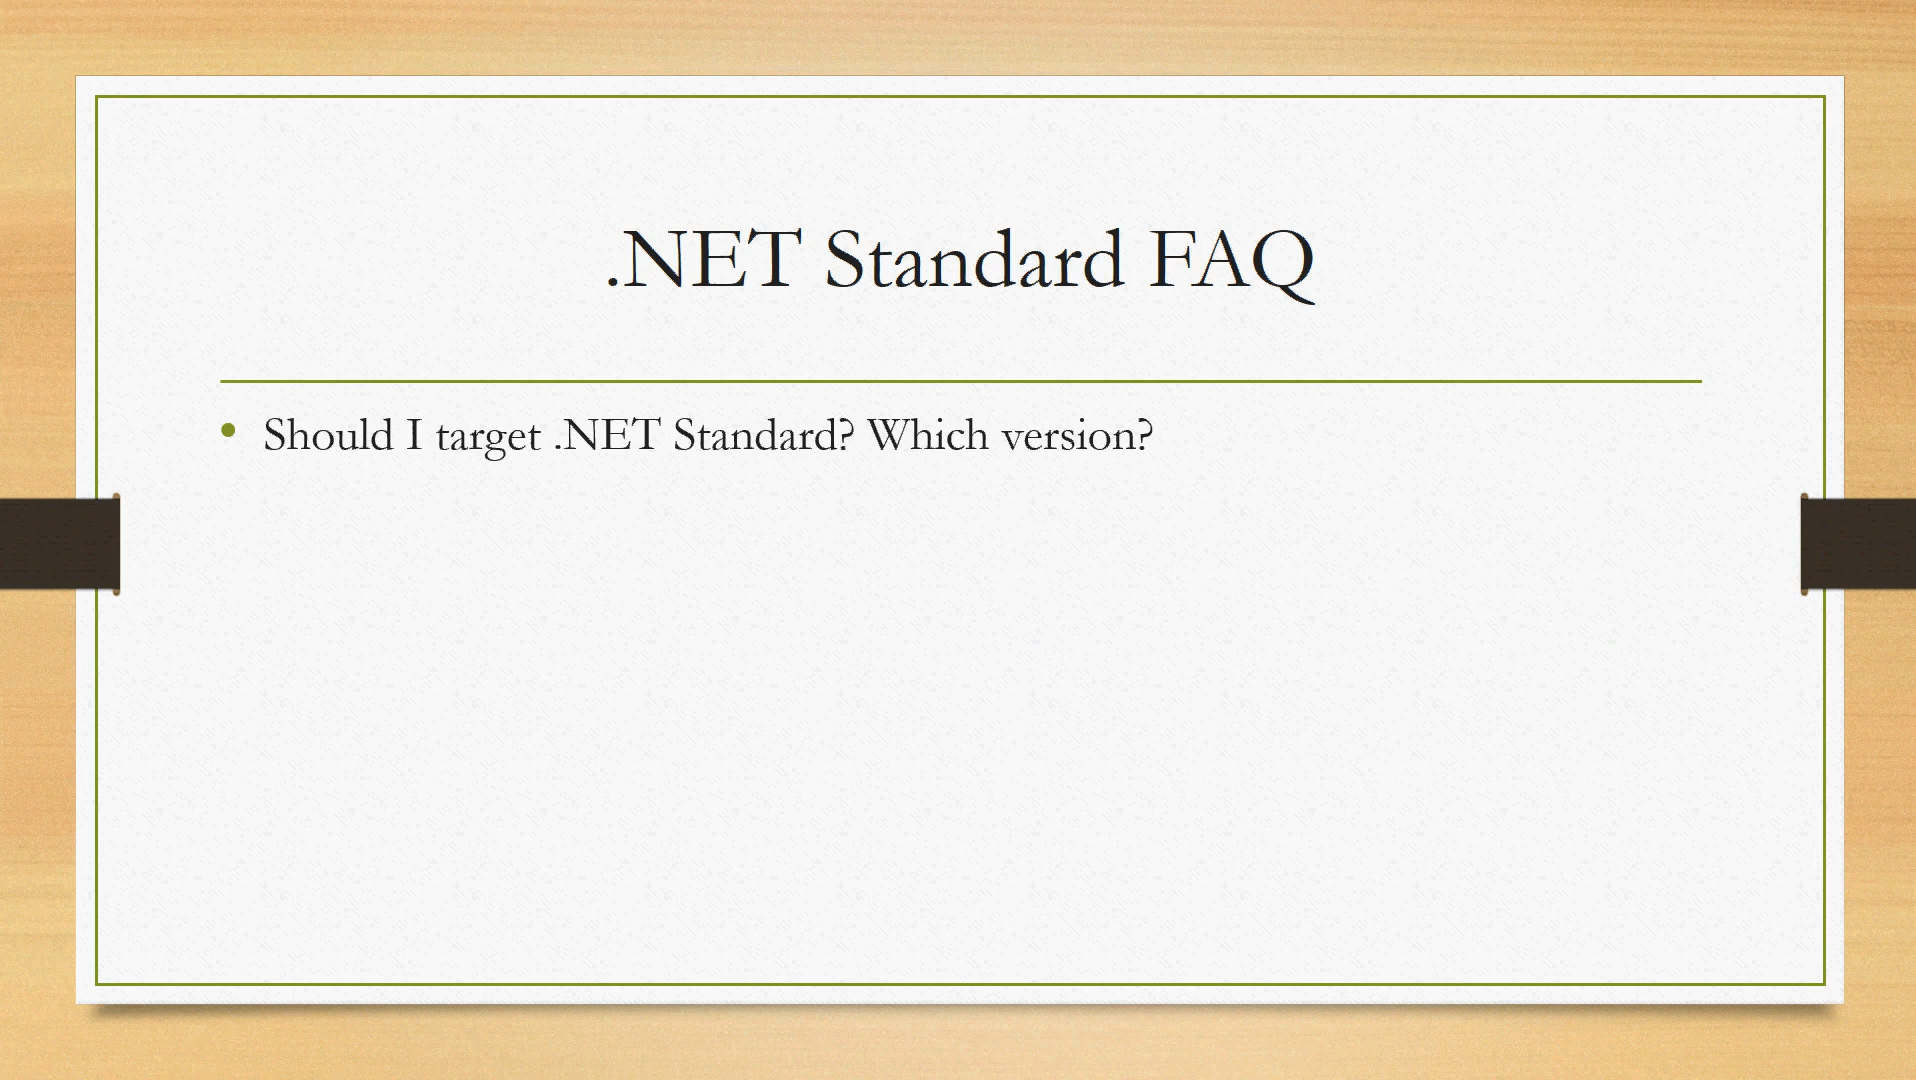 .NET Standard FAQ
• Should I target .NET Standard? Which version?